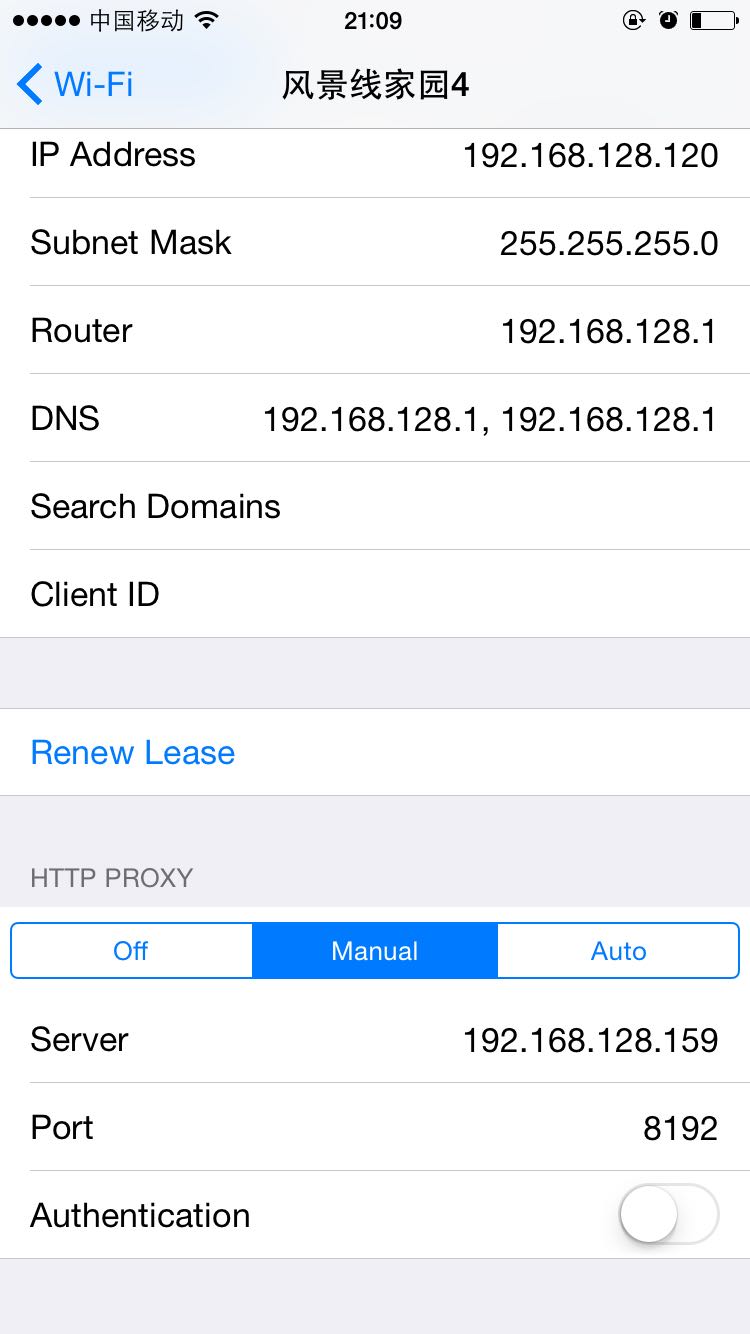 中国移动 21:09
Wi-Fi 风景线家园4
IP Address 192.168.128.120
Subnet Mask 255.255.255.0
Router 192.168.128.1
DNS 192.168.128.1, 192.168.128.1
Search Domains
Client ID
Renew Lease
HTTP PROXY
Off Manual Auto
Server 192.168.128.159
Port 8192
Authentication